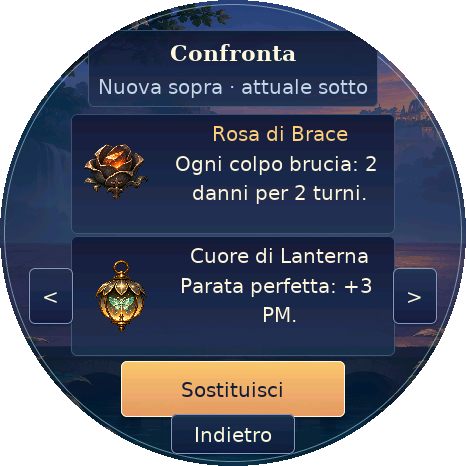 Confronta
Nuova sopra · attuale sotto
Rosa di Brace
Ogni colpo brucia: 2
danni per 2 turni.
Cuore di Lanterna
Parata perfetta: +3
PM.
<
>
Sostituisci
Indietro